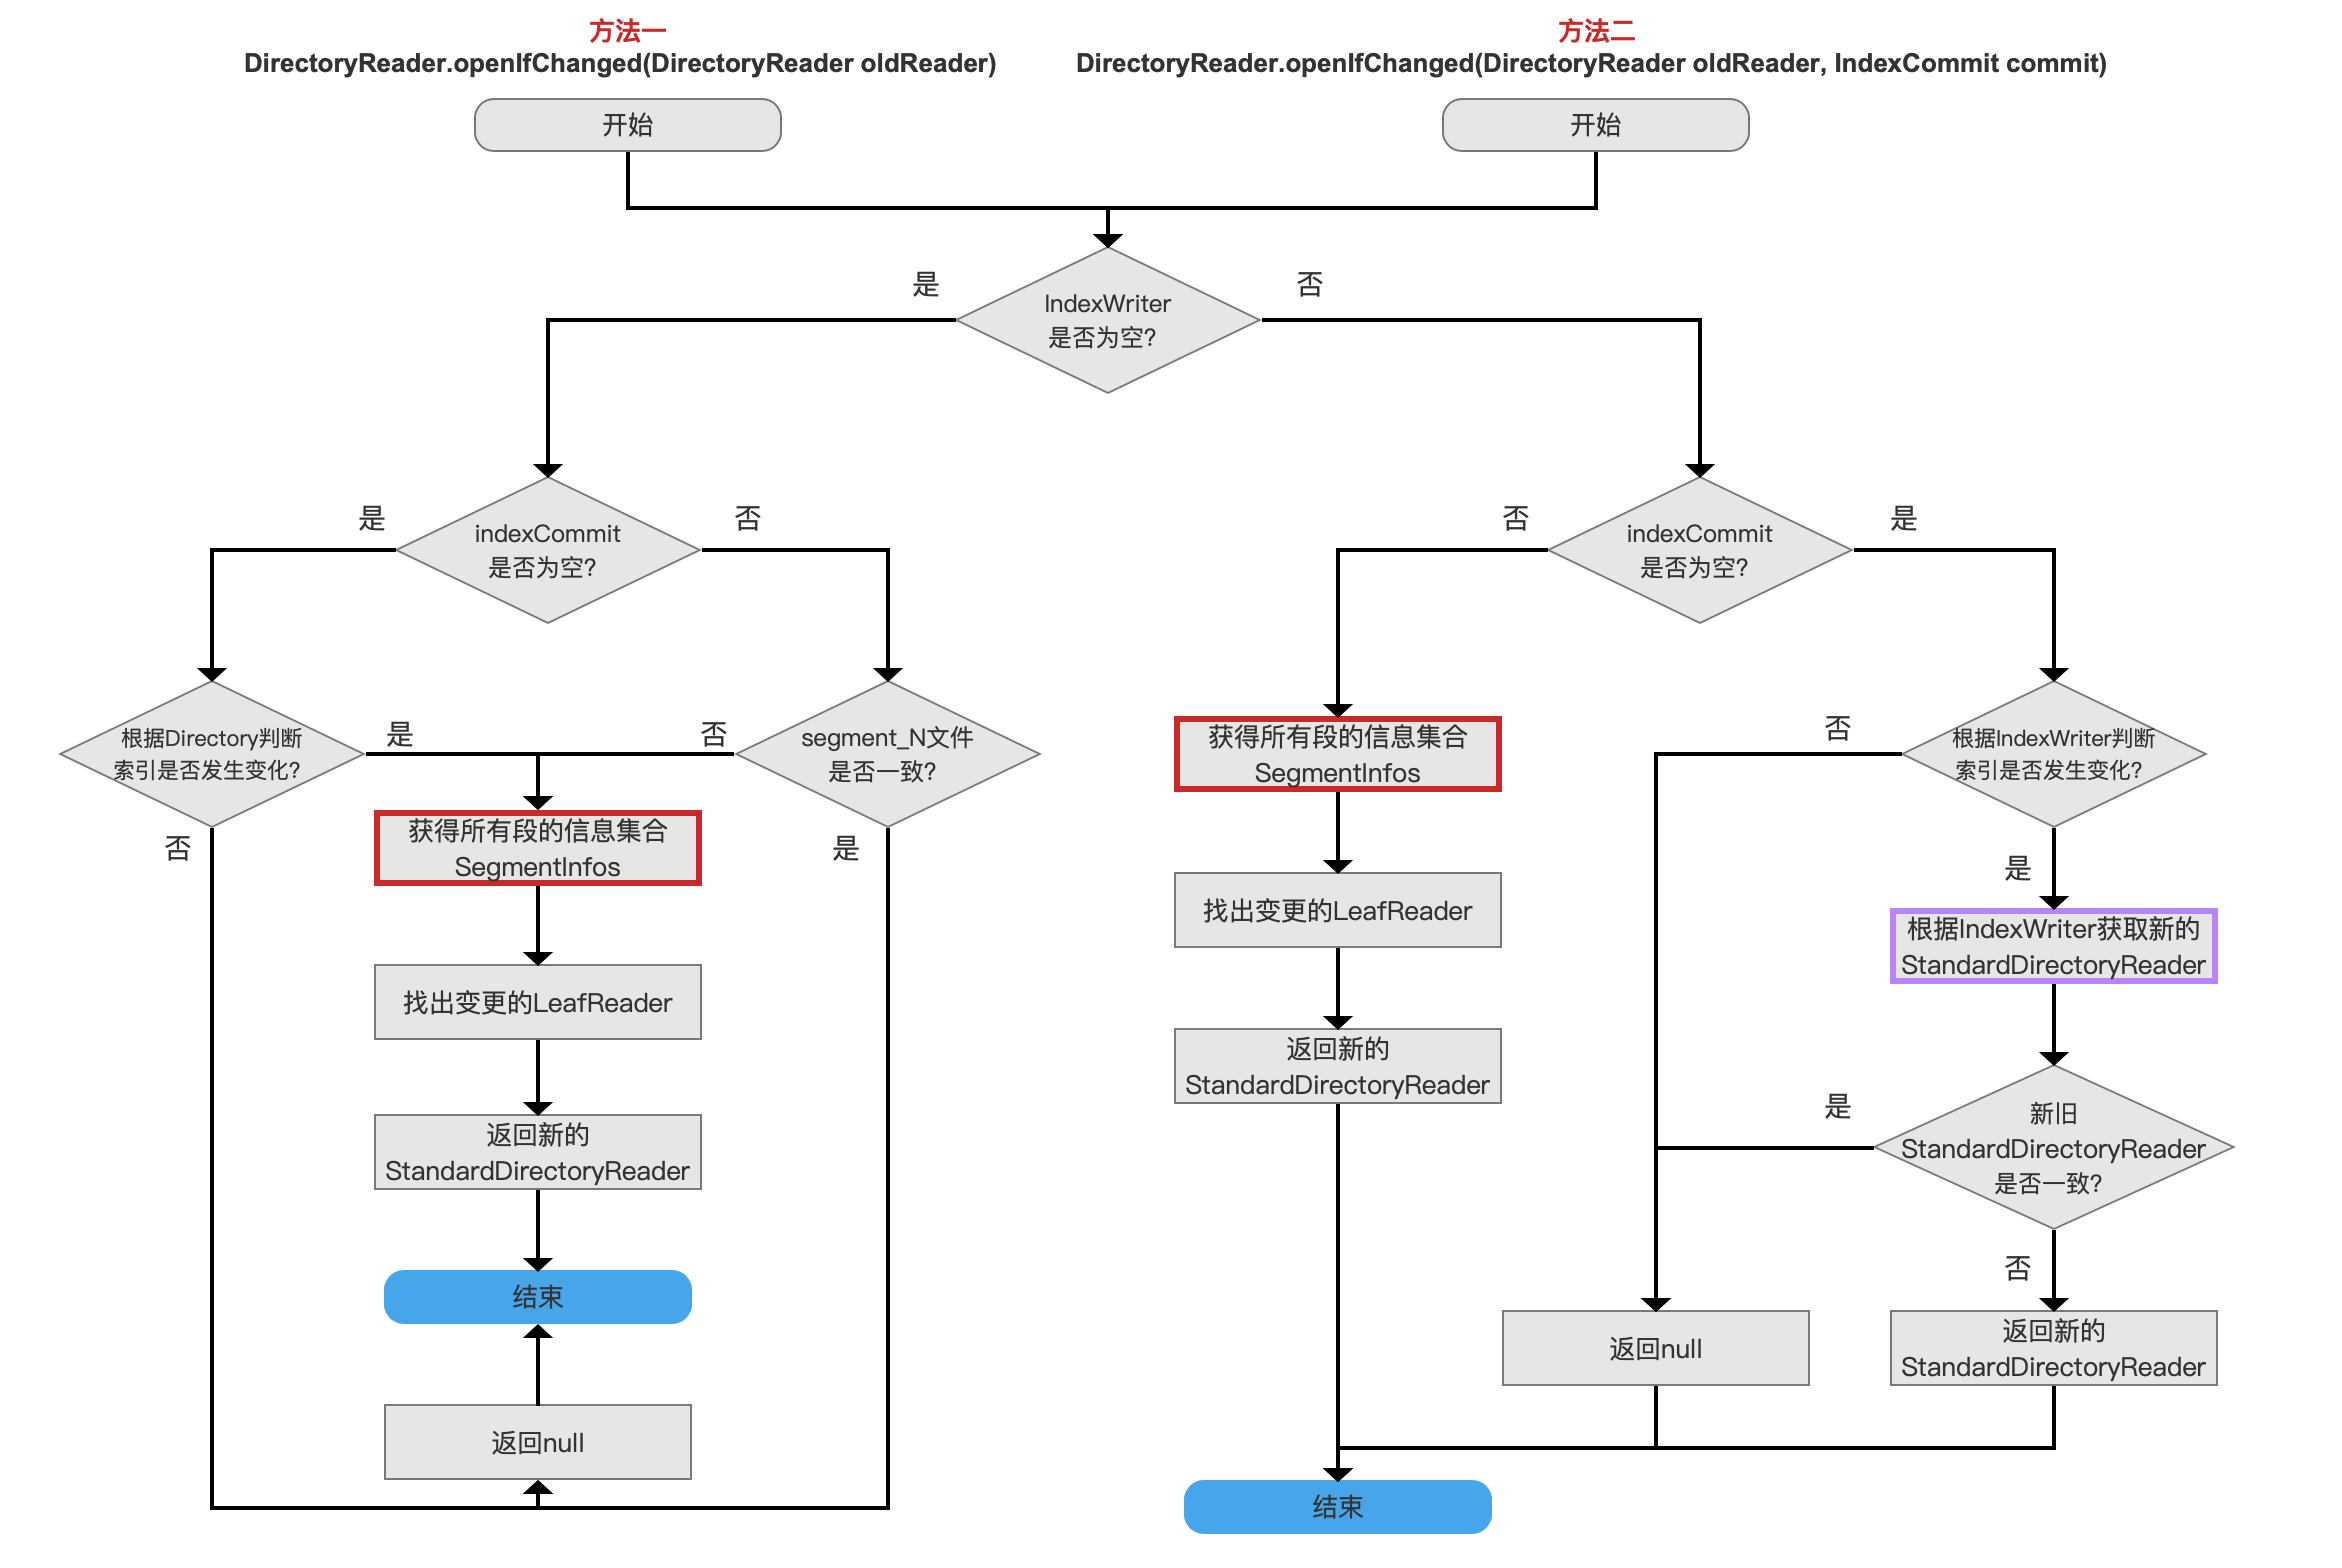 方法一
DirectoryReader.openIfChanged(DirectoryReader oldReader)
方法二
DirectoryReader.openIfChanged(DirectoryReader oldReader, IndexCommit commit)
开始
开始
是
IndexWriter
是否为空?
否
是
indexCommit
是否为空?
否
否
indexCommit
是否为空?
是
根据Directory判断
索引是否发生变化?
是
否
segment_N文件
是否一致?
获得所有段的信息集合
SegmentInfos
否
根据IndexWriter判断
索引是否发生变化?
否
获得所有段的信息集合
SegmentInfos
是
是
找出变更的LeafReader
根据IndexWriter获取新的
StandardDirectoryReader
找出变更的LeafReader
返回新的
StandardDirectoryReader
是
新旧
StandardDirectoryReader
是否一致?
返回新的
StandardDirectoryReader
否
结束
返回null
返回新的
StandardDirectoryReader
返回null
结束